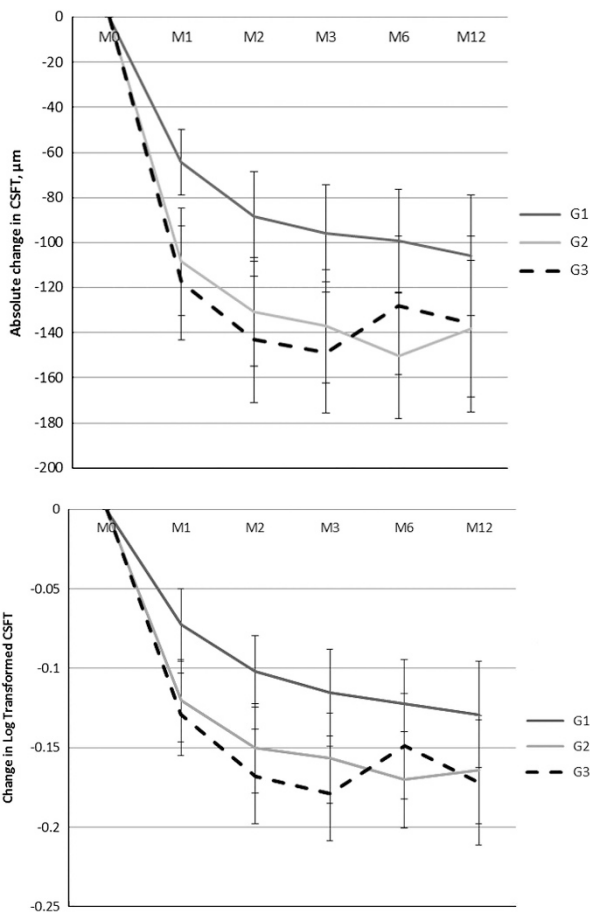 0
-20
-40
-60
-80
-100
-120
-140
-160
-180
-200
M0 M1 M2 M3 M6 M12
Absolute change in CSFT, µm
G1
G2
G3
0
-0.05
-0.1
-0.15
-0.2
-0.25
M0 M1 M2 M3 M6 M12
Change in Log Transformed CSFT
G1
G2
G3